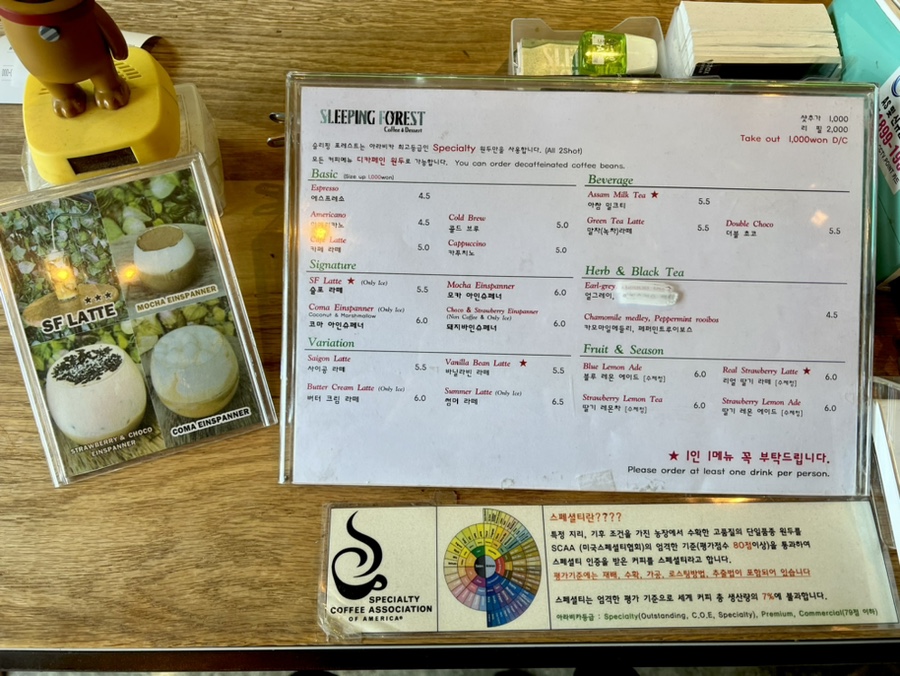 SLEEPING FOREST
Coffee & Dessert
샷추가 1,000
리 필 2,000
Take out 1,000won D/C
슬리핑 포레스트는 아라비카 최고등급인 Specialty 원두만을 사용합니다. (All 2Shot)
모든 커피메뉴 디카페인 원두로 가능합니다. You can order decaffeinated coffee beans.
Basic (Size up 1,000won)
Espresso
에스프레소 4.5
Americano 4.5
Cold Brew
콜드 브루 5.0
Latte
카페 라떼 5.0
Cappuccino
카푸치노 5.0
Signature
SF Latte ★ (Only Ice)
슬포 라떼 5.5
Mocha Einspanner
모카 아인슈페너 6.0
Coma Einspanner (Only Ice)
Coconut & Marshmallow
코마 아인슈페너 6.0
Choco & Strawberry Einspanner
(Non Coffee & Only Ice)
돼지바인슈페너 6.0
Variation
Saigon Latte
사이공 라떼 5.5
Vanilla Bean Latte ★
바닐라빈 라떼 5.5
Butter Cream Latte (Only Ice)
버터 크림 라떼 6.0
Summer Latte (Only Ice)
썸머 라떼 6.5
Beverage
Assam Milk Tea ★
아쌈 밀크티 5.5
Green Tea Latte
말차(녹차)라떼 5.5
Double Choco
더블 초코 5.5
Herb & Black Tea
Earl-grey
얼그레이,
Chamomile medley, Peppermint rooibos
카모마일메들리, 페퍼민트루이보스 4.5
Fruit & Season
Blue Lemon Ade
블루 레몬 에이드 [수제청] 6.0
Real Strawberry Latte ★
리얼 딸기 라떼 [수제청] 6.0
Strawberry Lemon Tea
딸기 레몬차 [수제청] 6.0
Strawberry Lemon Ade
딸기 레몬 에이드 [수제청] 6.0
★ 1인 1메뉴 꼭 부탁드립니다.
Please order at least one drink per person.
★★★
SF LATTE
MOCHA EINSPANNER
STRAWBERRY & CHOCO
EINSPANNER
COMA EINSPANNER
SPECIALTY
COFFEE ASSOCIATION
OF AMERICA®
스페셜티란????
특정 지리, 기후 조건을 가진 농장에서 수확한 고품질의 단일품종 원두를
SCAA (미국스페셜티협회)의 엄격한 기준(평가점수 80점이상)을 통과하여
스페셜티 인증을 받은 커피를 스페셜티라고 합니다.
평가기준에는 재배, 수확, 가공, 로스팅방법, 추출법이 포함되어 있습니다
스페셜티는 엄격한 평가 기준으로 세계 커피 총 생산량의 7%에 불과합니다.
아라비카등급 : Specialty(Outstanding, C.O.E, Specialty), Premium, Commercial(79점 이하)